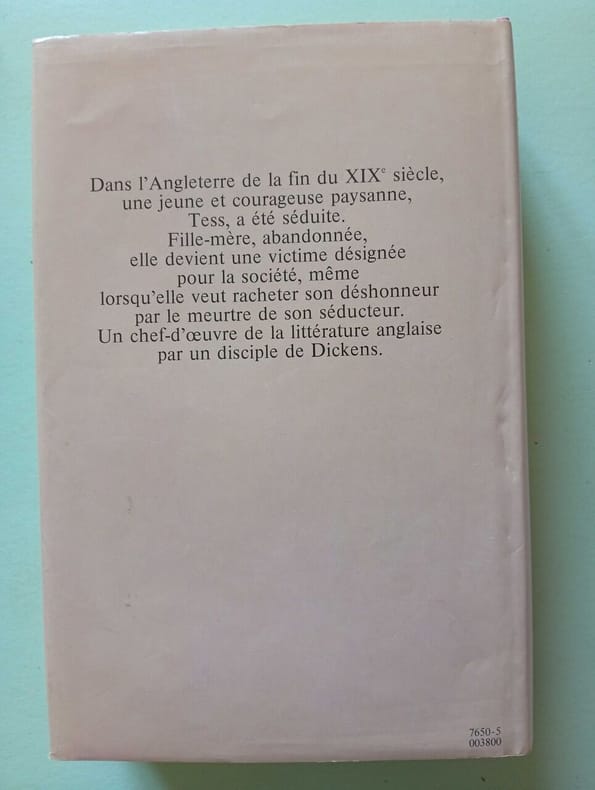 Dans l'Angleterre de la fin du XIXe siècle,
une jeune et courageuse paysanne,
Tess, a été séduite.
Fille-mère, abandonnée,
elle devient une victime désignée
pour la société, même
lorsqu'elle veut racheter son déshonneur
par le meurtre de son séducteur.
Un chef-d'œuvre de la littérature anglaise
par un disciple de Dickens.
7650-5
003800